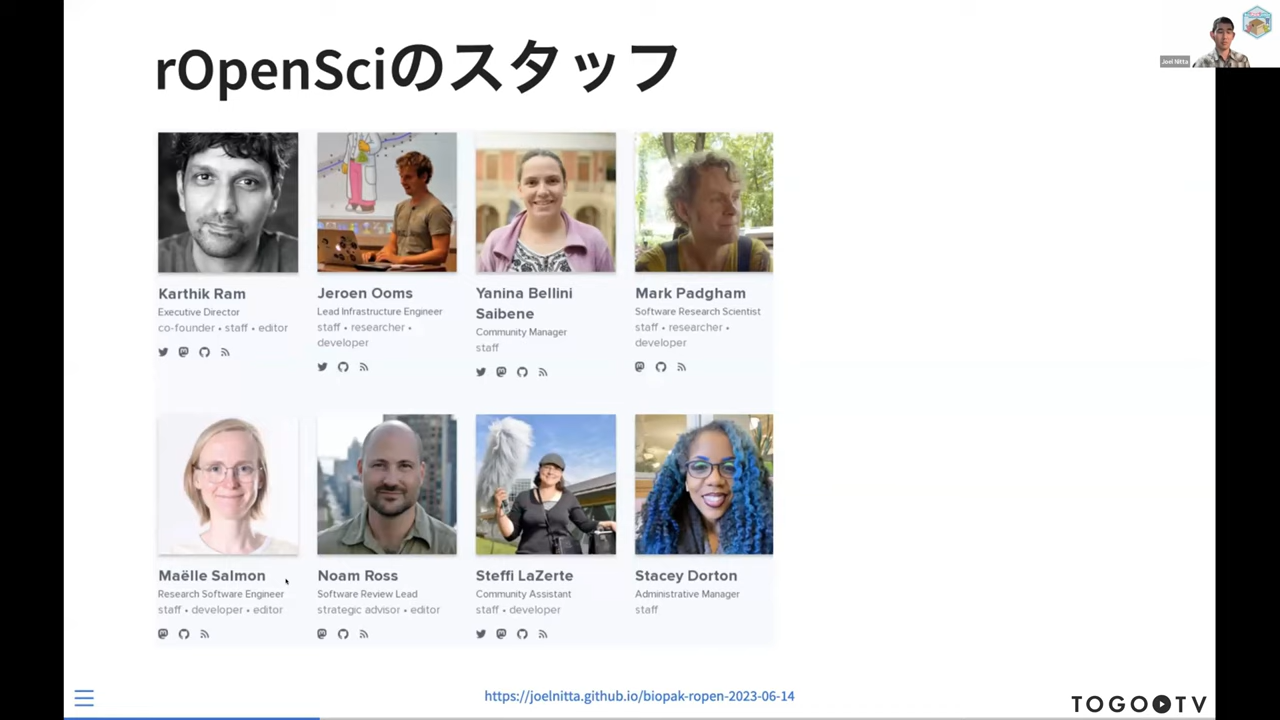 rOpenSciのスタッフ
Joel Nitta
Karthik Ram
Executive Director
co-founder • staff • editor
Jeroen Ooms
Lead Infrastructure Engineer
staff • researcher •
developer
Yanina Bellini
Saibene
Community Manager
staff
Mark Padgham
Software Research Scientist
staff • researcher •
developer
Maëlle Salmon
Research Software Engineer
staff • developer • editor
Noam Ross
Software Review Lead
strategic advisor • editor
Steffi LaZerte
Community Assistant
staff • developer
Stacey Dorton
Administrative Manager
staff
https://joelnitta.github.io/biopak-ropen-2023-06-14
TOGOTV